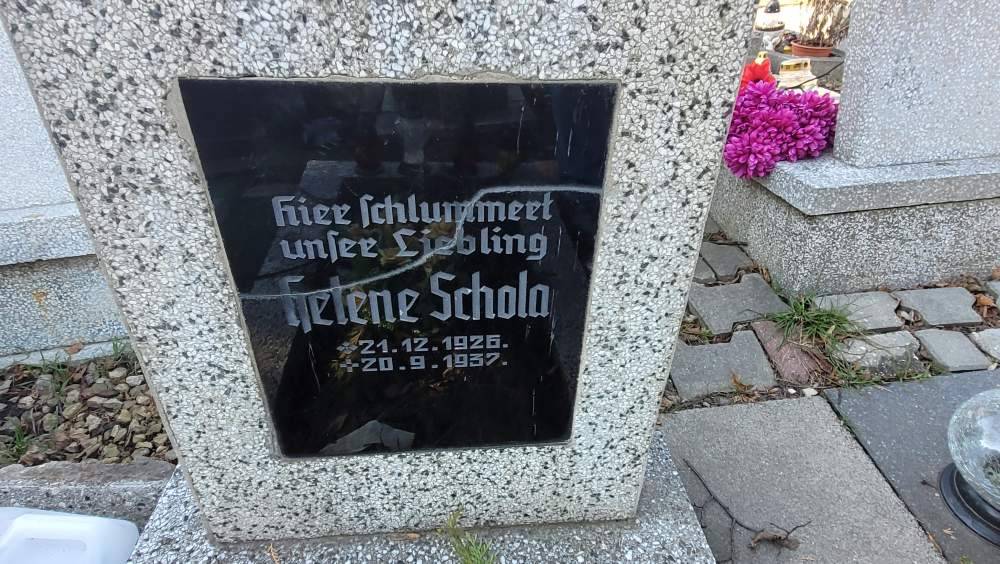 Hier schlummert
unser Liebling
Helene Schola
* 21.12.1926.
+ 20.9.1937.